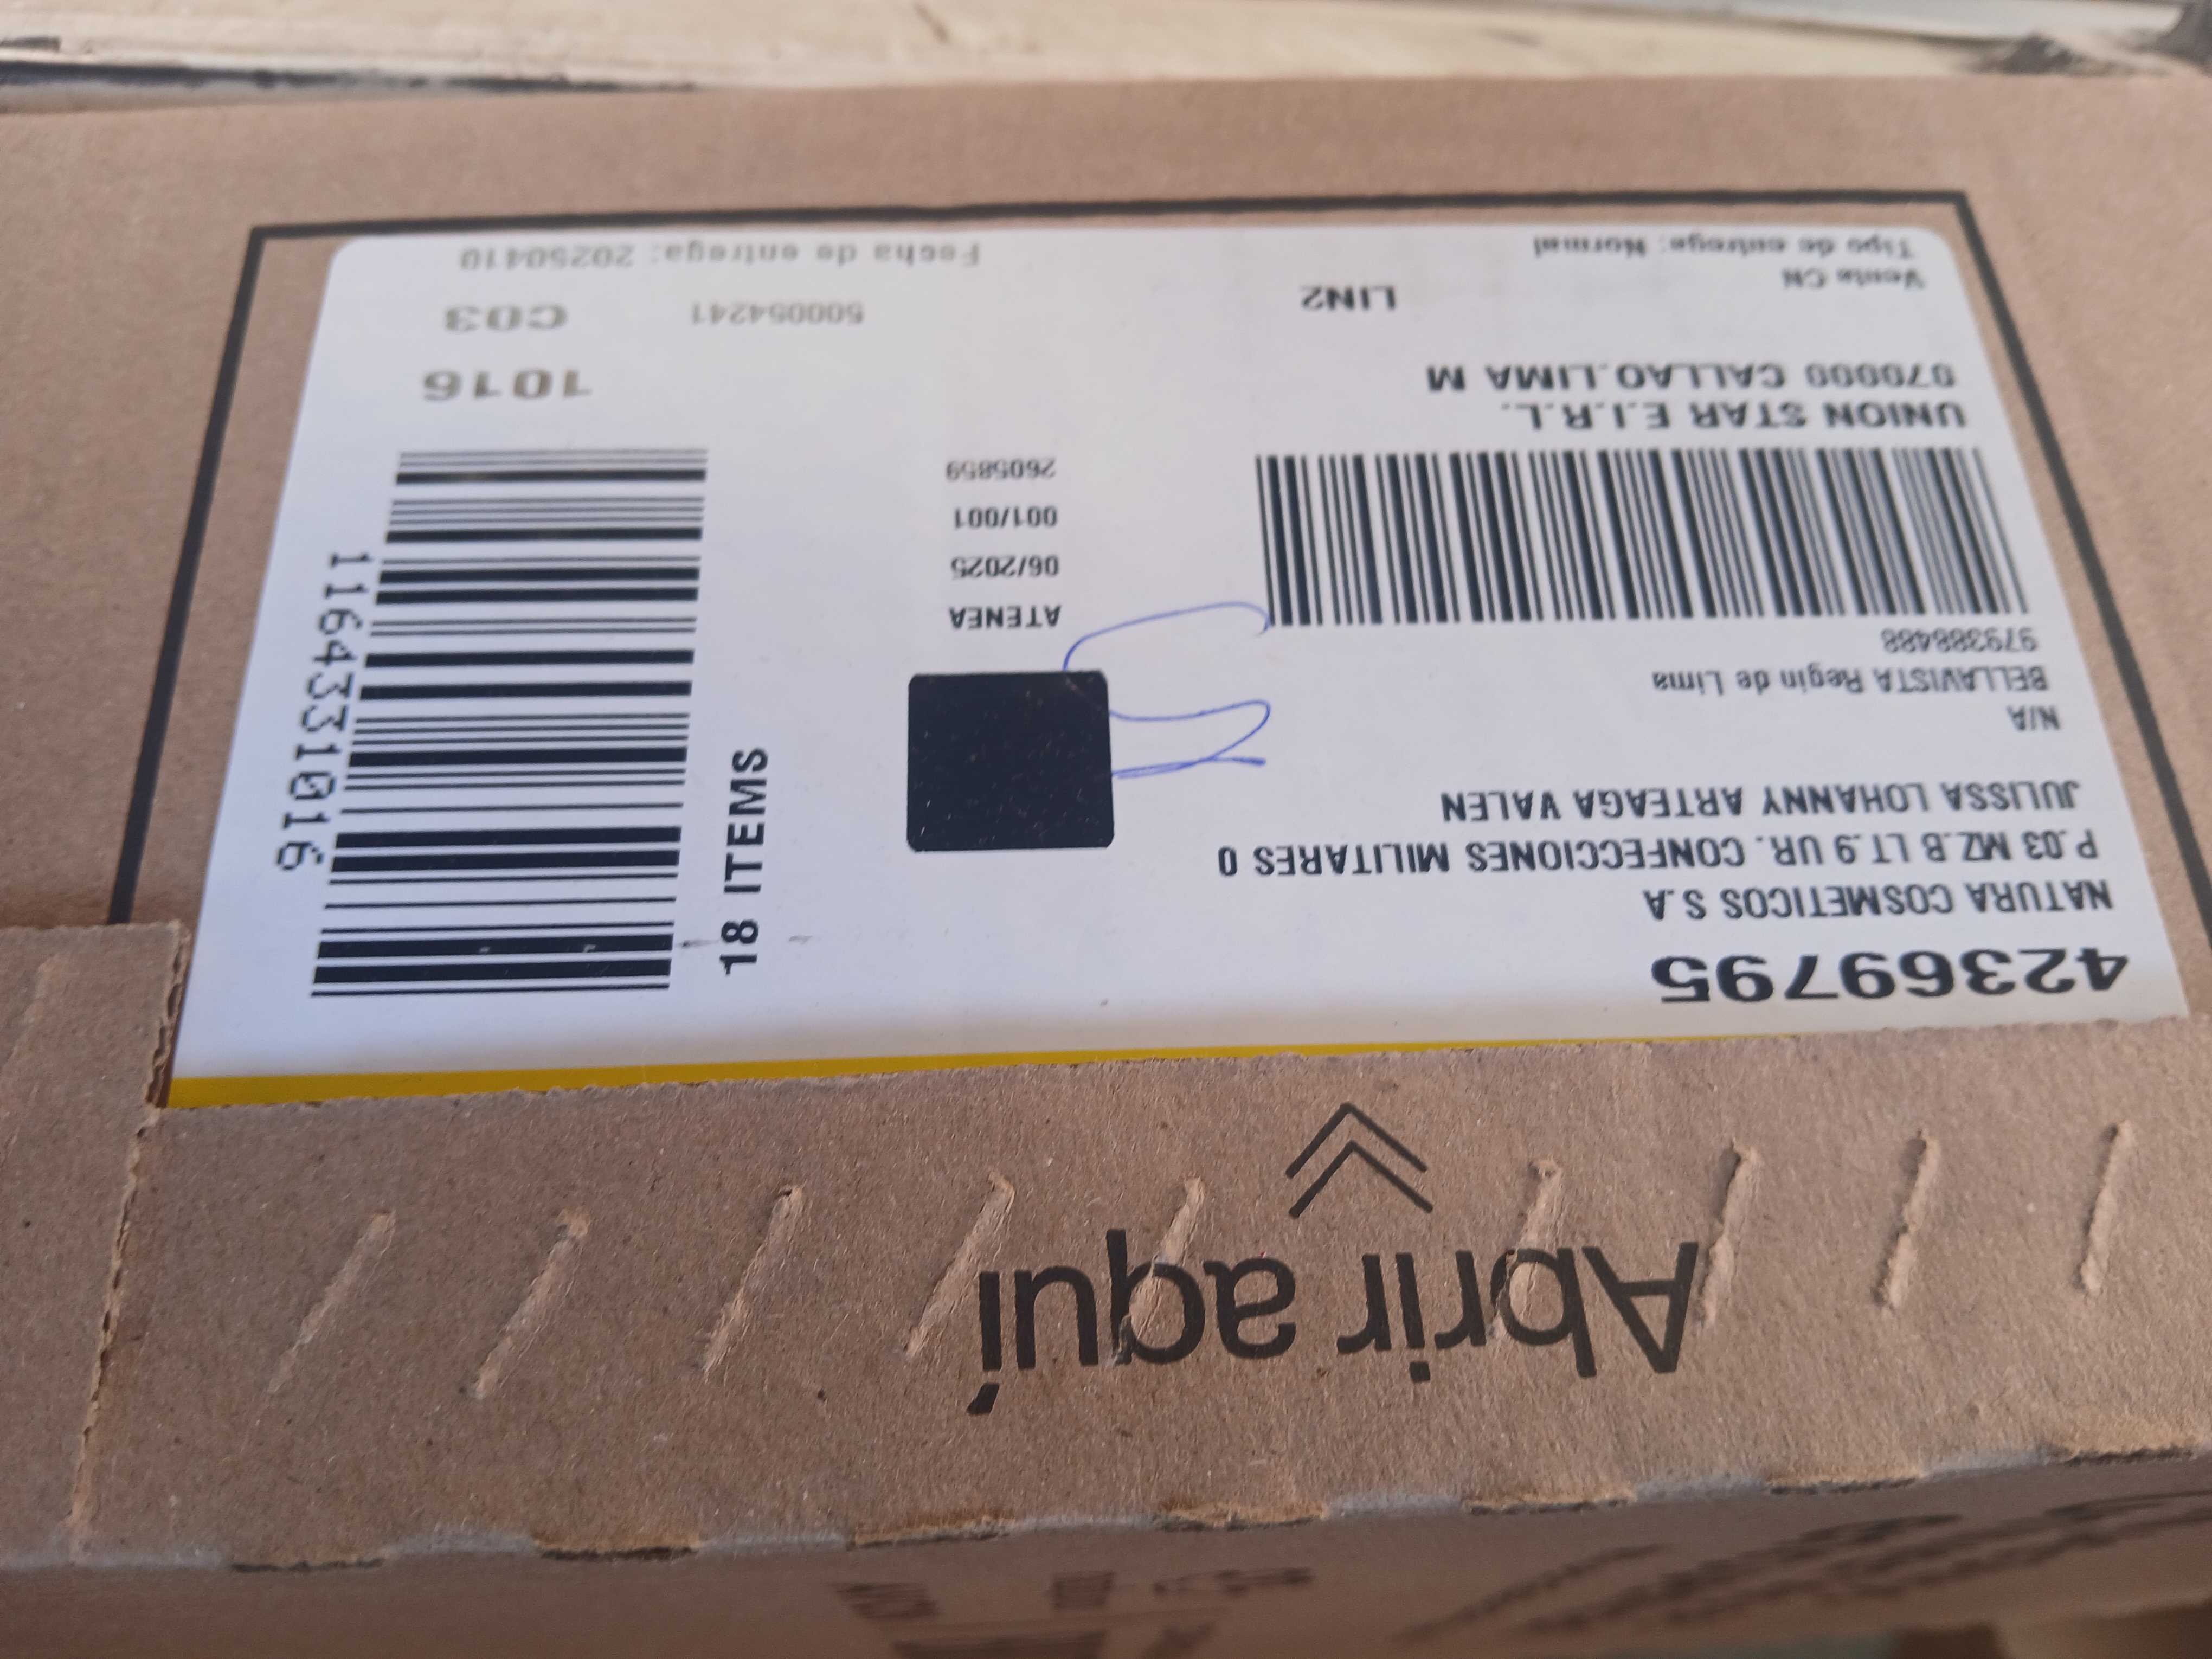 Abrir aquí
42369795
NATURA COSMETICOS S.A
P.03 MZ.B LT.9 UR. CONFECCIONES MILITARES 0
JULISSA LOHANNY ARTEAGA VALEN
N/A
BELLAVISTA Regin de Lima
979388488
UNION STAR E.I.R.L.
070000 CALLAO.LIMA M
LIN2
Venta CN
Tipo de entrega: Normal
ATENEA
06/2025
001/001
2605859
18 ITEMS
1164331016
1016
500054241 C03
Fecha de entrega: 20250410